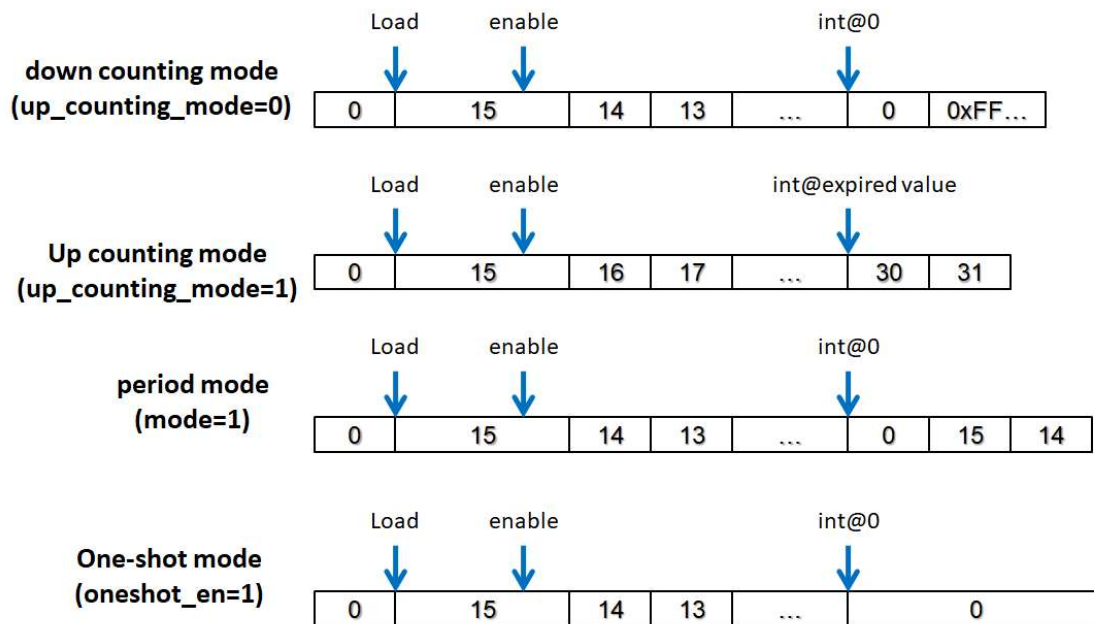 Load enable int@0
down counting mode
(up_counting_mode=0)
0 15 14 13 ... 0 0xFF...
Load enable int@expired value
Up counting mode
(up_counting_mode=1)
0 15 16 17 ... 30 31
Load enable int@0
period mode
(mode=1)
0 15 14 13 ... 0 15 14
Load enable int@0
One-shot mode
(oneshot_en=1)
0 15 14 13 ... 0